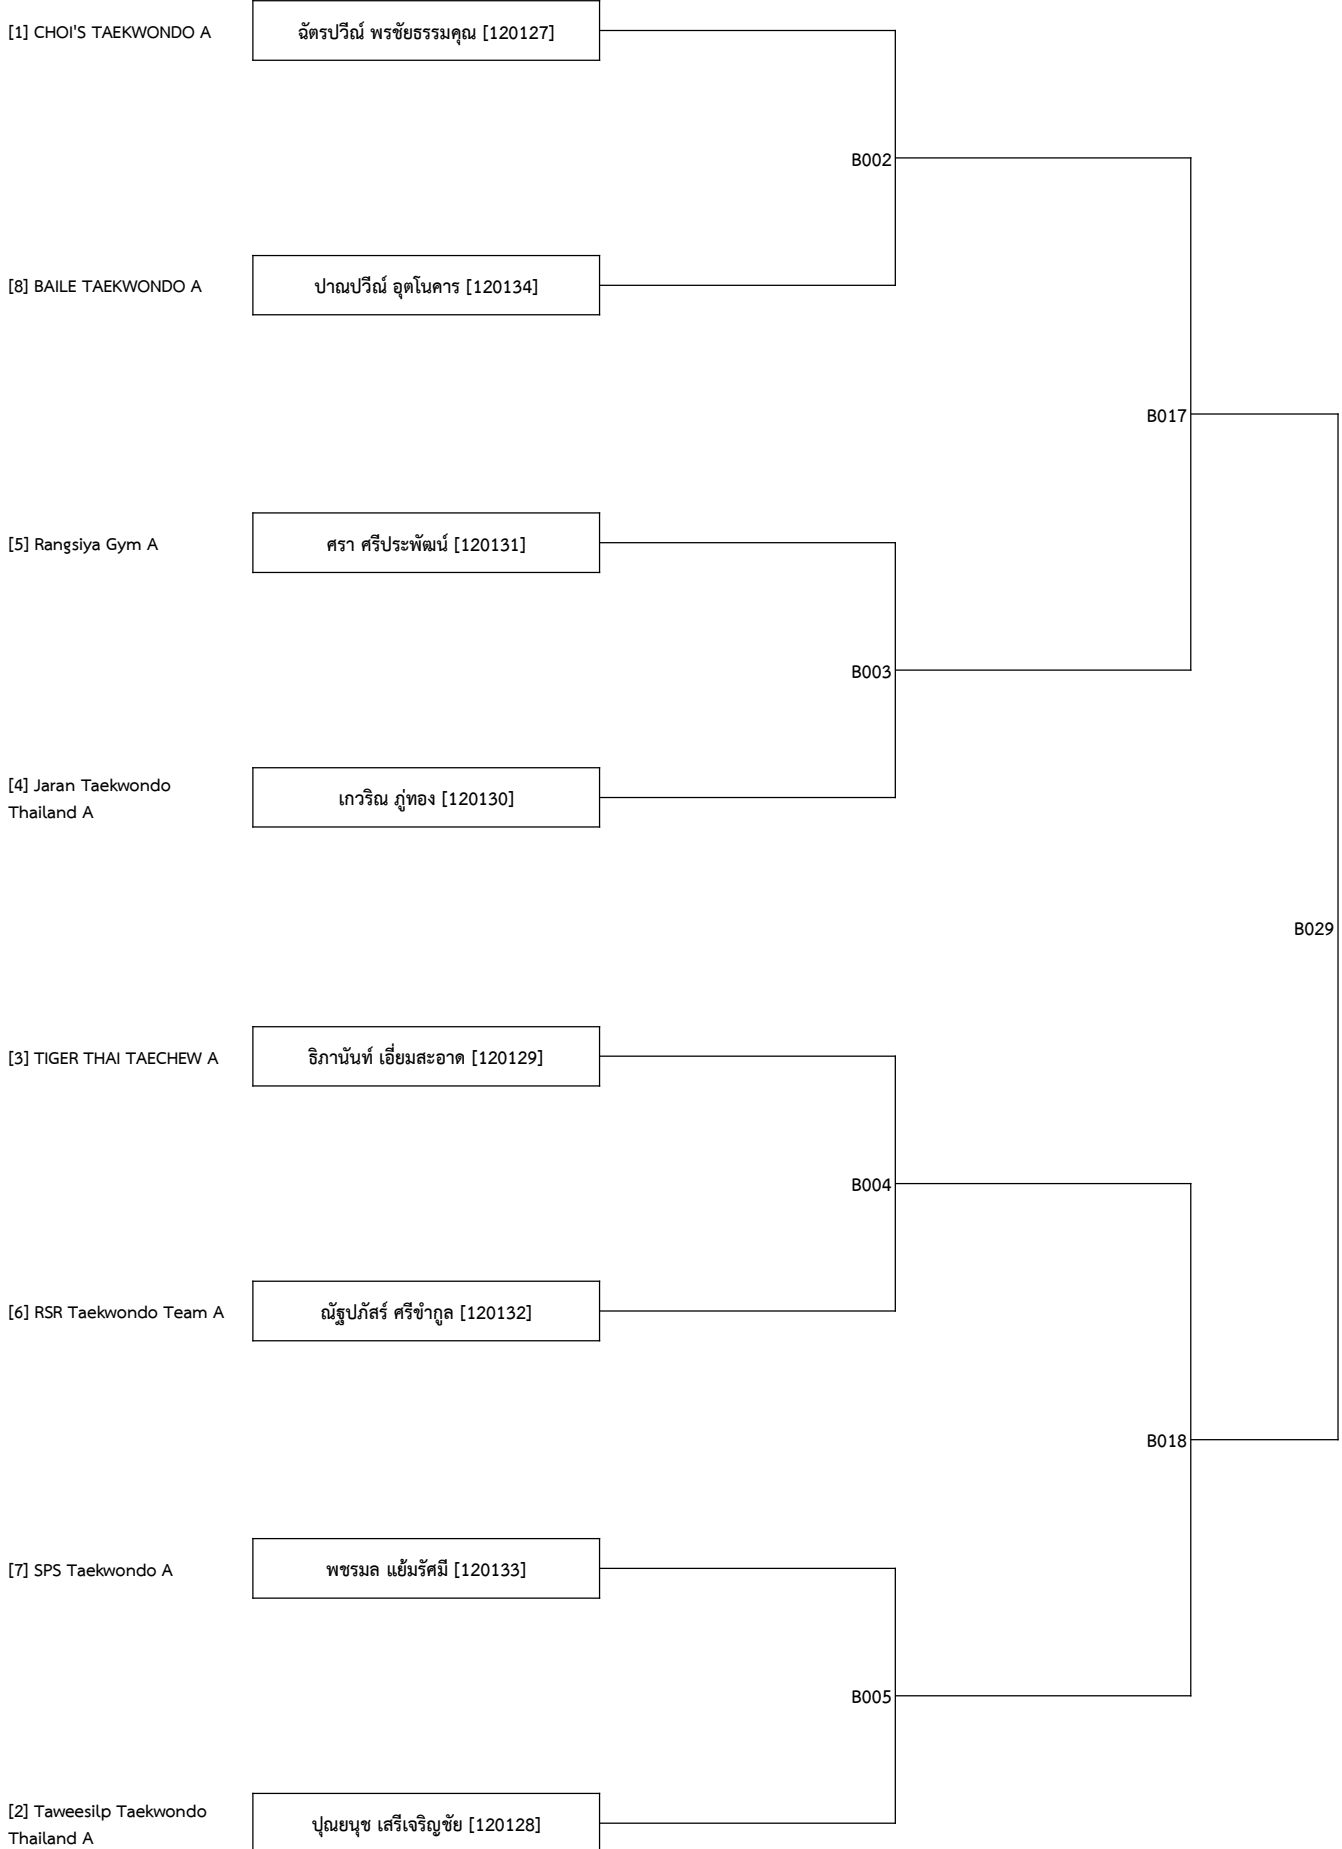 [1] CHOI'S TAEKWONDO A
ฉัตรปวีณ์ พรชัยธรรมคุณ [120127]
B002
[8] BAILE TAEKWONDO A
ปาณปวีณ์ อุตโนคาร [120134]
B017
[5] Rangsiya Gym A
ศรา ศรีประพัฒน์ [120131]
B003
[4] Jaran Taekwondo
Thailand A
เกวริณ ภู่ทอง [120130]
B029
[3] TIGER THAI TAECHEW A
ธิภานันท์ เอี่ยมสะอาด [120129]
B004
[6] RSR Taekwondo Team A
ณัฐปภัสร์ ศรีขำกูล [120132]
B018
[7] SPS Taekwondo A
พชรมล แย้มรัศมี [120133]
B005
[2] Taweesilp Taekwondo
Thailand A
ปุณยนุช เสรีเจริญชัย [120128]